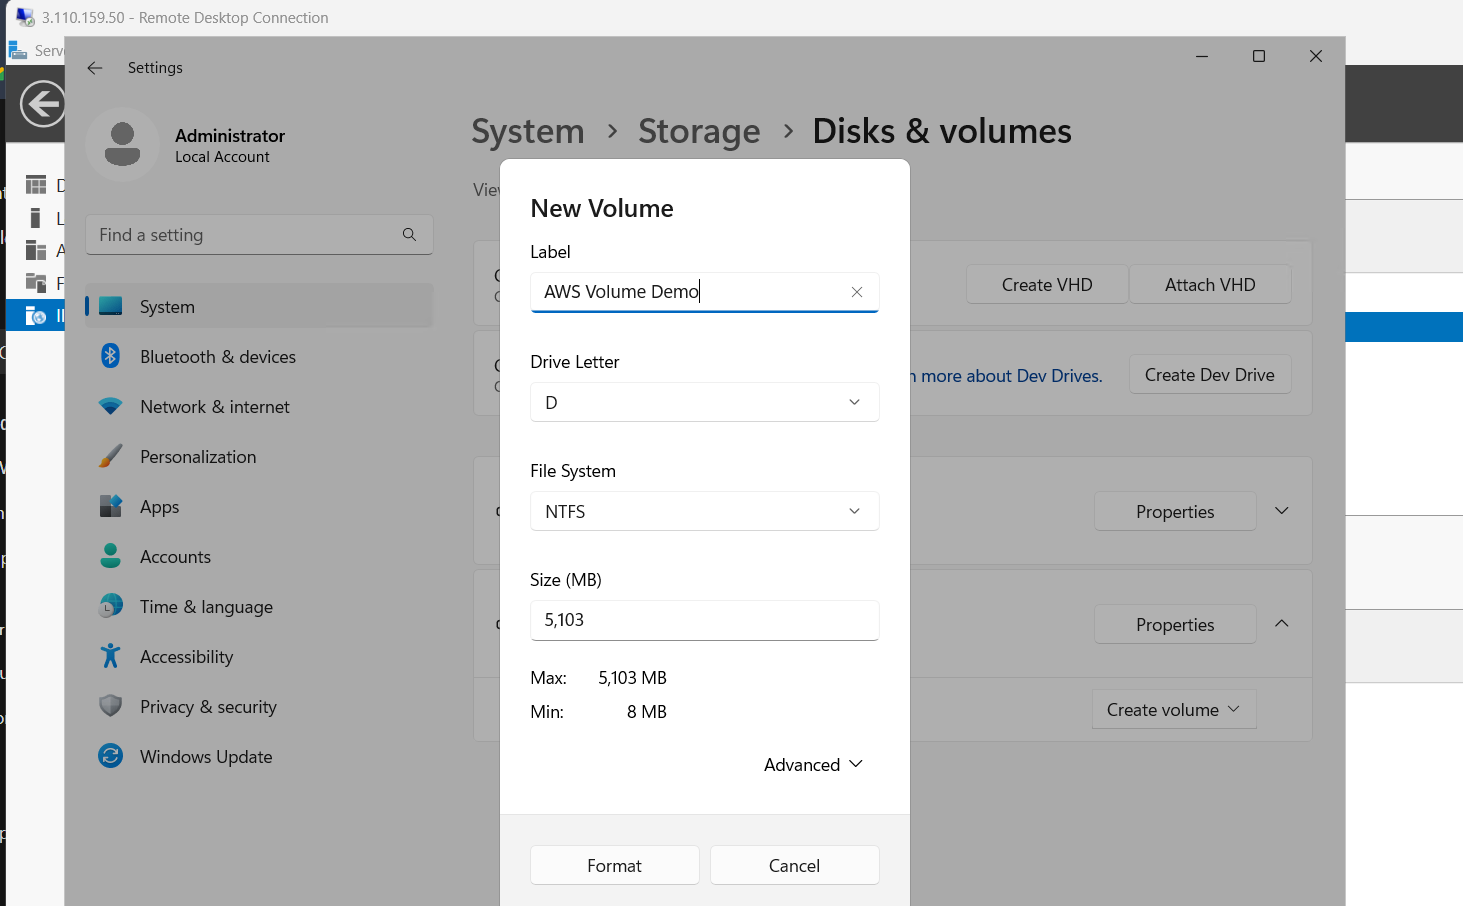 3.110.159.50 - Remote Desktop Connection
Settings
Administrator
Local Account
Find a setting
System
Bluetooth & devices
Network & internet
Personalization
Apps
Accounts
Time & language
Accessibility
Privacy & security
Windows Update
System > Storage > Disks & volumes
New Volume
Label
AWS Volume Demo
Drive Letter
D
File System
NTFS
Size (MB)
5,103
Max: 5,103 MB
Min: 8 MB
Advanced
Format
Cancel
Create VHD
Attach VHD
more about Dev Drives.
Create Dev Drive
Properties
Properties
Create volume